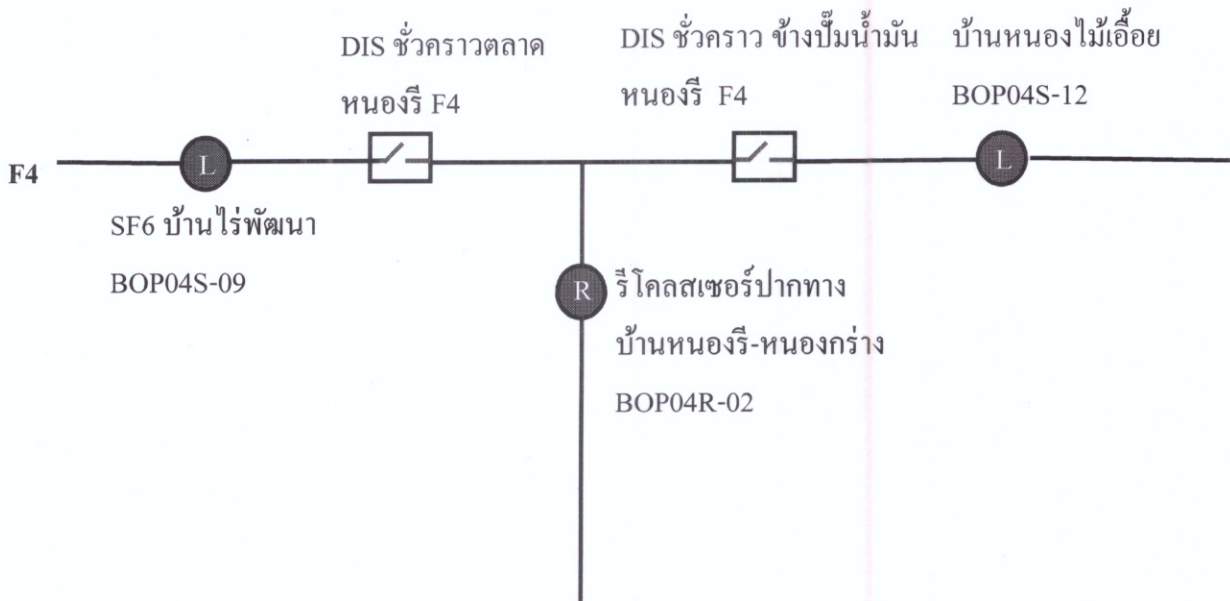 DIS ชั่วคราวตลาด
หนองรี F4
DIS ชั่วคราว ข้างปั๊มน้ำมัน
หนองรี F4
บ้านหนองไม้เอื้อย
BOP04S-12
F4
L
L
SF6 บ้านไร่พัฒนา
BOP04S-09
R
รีโคลสเซอร์ปากทาง
บ้านหนองรี-หนองกร่าง
BOP04R-02